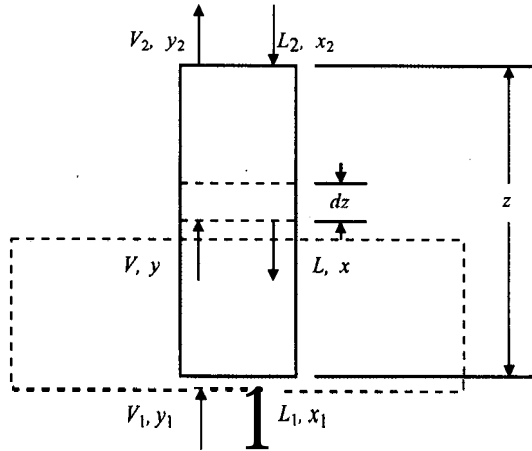 V₂, y₂
L₂, x₂
dz
z
V, y
L, x
V₁, y₁
1
L₁, x₁